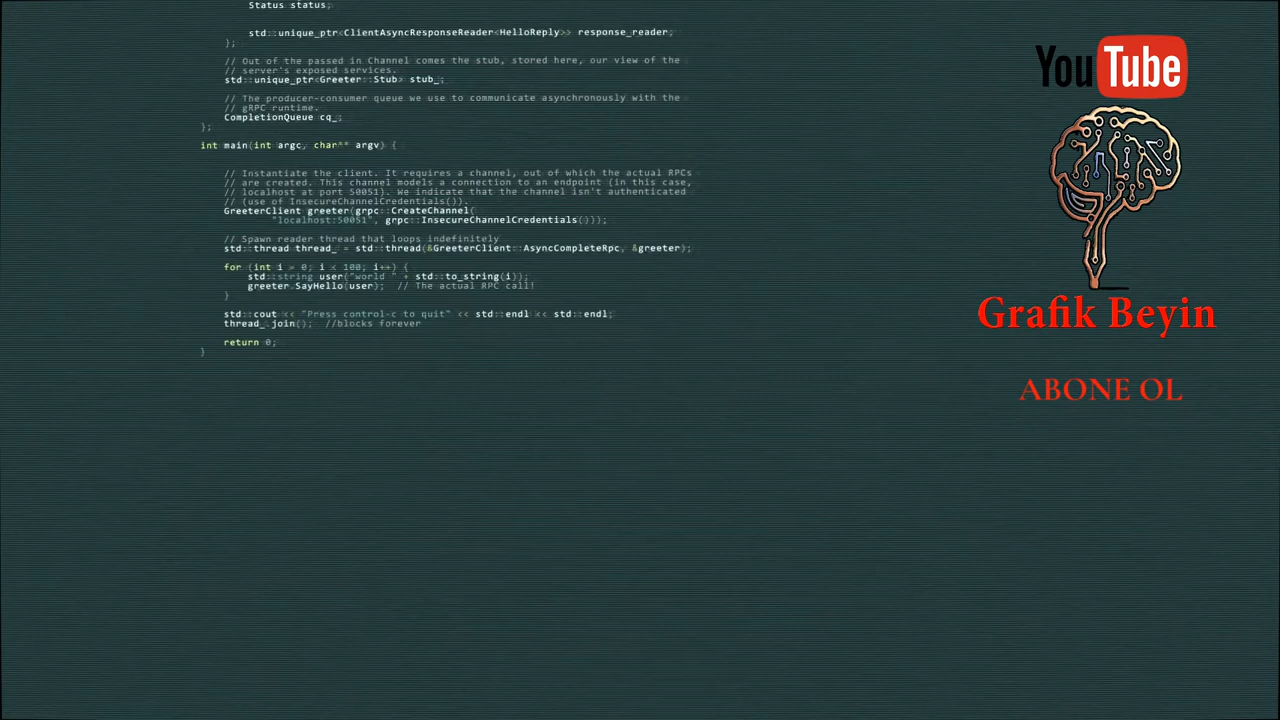 Status status;
std::unique_ptr<ClientAsyncResponseReader<HelloReply>> response_reader;
};
// Out of the passed in Channel comes the stub, stored here, our view of the
// server's exposed services.
std::unique_ptr<Greeter::Stub> stub_;
// The producer-consumer queue we use to communicate asynchronously with the
// gRPC runtime.
CompletionQueue cq_;
};
int main(int argc, char** argv) {
// Instantiate the client. It requires a channel, out of which the actual RPCs
// are created. This channel models a connection to an endpoint (in this case,
// localhost at port 50051). We indicate that the channel isn't authenticated
// (use of InsecureChannelCredentials()).
GreeterClient greeter(grpc::CreateChannel(
"localhost:50051", grpc::InsecureChannelCredentials()));
// Spawn reader thread that loops indefinitely
std::thread thread_ = std::thread(&GreeterClient::AsyncCompleteRpc, &greeter);
for (int i = 0; i < 100; i++) {
std::string user("world " + std::to_string(i));
greeter.SayHello(user);  // The actual RPC call!
}
std::cout << "Press control-c to quit" << std::endl << std::endl;
thread_.join();  //blocks forever
return 0;
}
YouTube
Grafik Beyin
ABONE OL